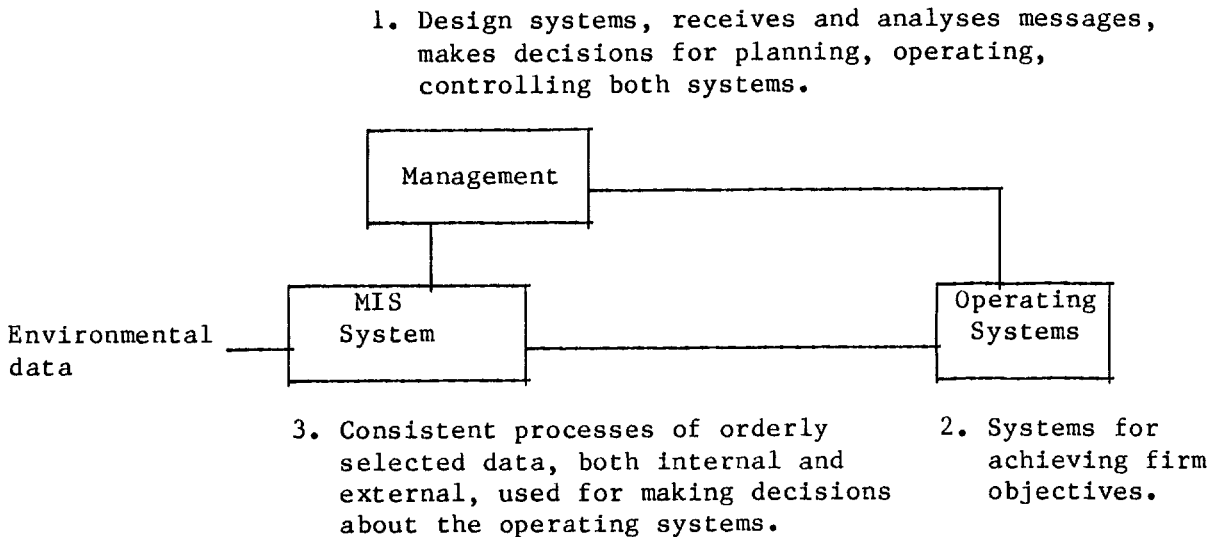 1. Design systems, receives and analyses messages,
makes decisions for planning, operating,
controlling both systems.
Management
MIS
System
Operating
Systems
Environmental
data
3. Consistent processes of orderly
selected data, both internal and
external, used for making decisions
about the operating systems.
2. Systems for
achieving firm
objectives.